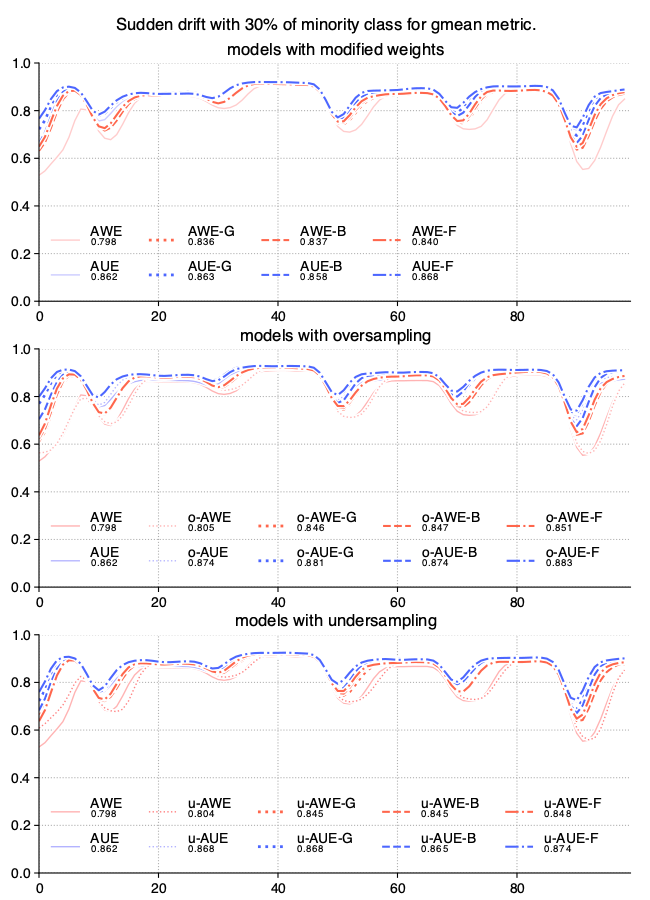 Sudden drift with 30% of minority class for gmean metric.
models with modified weights
1.0
0.8
0.6
0.4
0.2
0.0
AWE AWE-G AWE-B AWE-F
0.798 0.836 0.837 0.840
AUE AUE-G AUE-B AUE-F
0.862 0.863 0.858 0.868
0 20 40 60 80
models with oversampling
1.0
0.8
0.6
0.4
0.2
0.0
AWE o-AWE o-AWE-G o-AWE-B o-AWE-F
0.798 0.805 0.846 0.847 0.851
AUE o-AUE o-AUE-G o-AUE-B o-AUE-F
0.862 0.874 0.881 0.874 0.883
0 20 40 60 80
models with undersampling
1.0
0.8
0.6
0.4
0.2
0.0
AWE u-AWE u-AWE-G u-AWE-B u-AWE-F
0.798 0.804 0.845 0.845 0.848
AUE u-AUE u-AUE-G u-AUE-B u-AUE-F
0.862 0.868 0.868 0.865 0.874
0 20 40 60 80